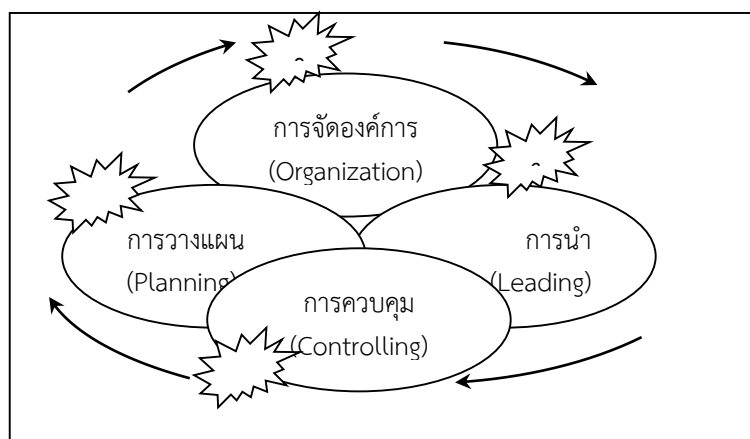 การจัดองค์การ
(Organization)
การวางแผน
(Planning)
การนำ
(Leading)
การควบคุม
(Controlling)